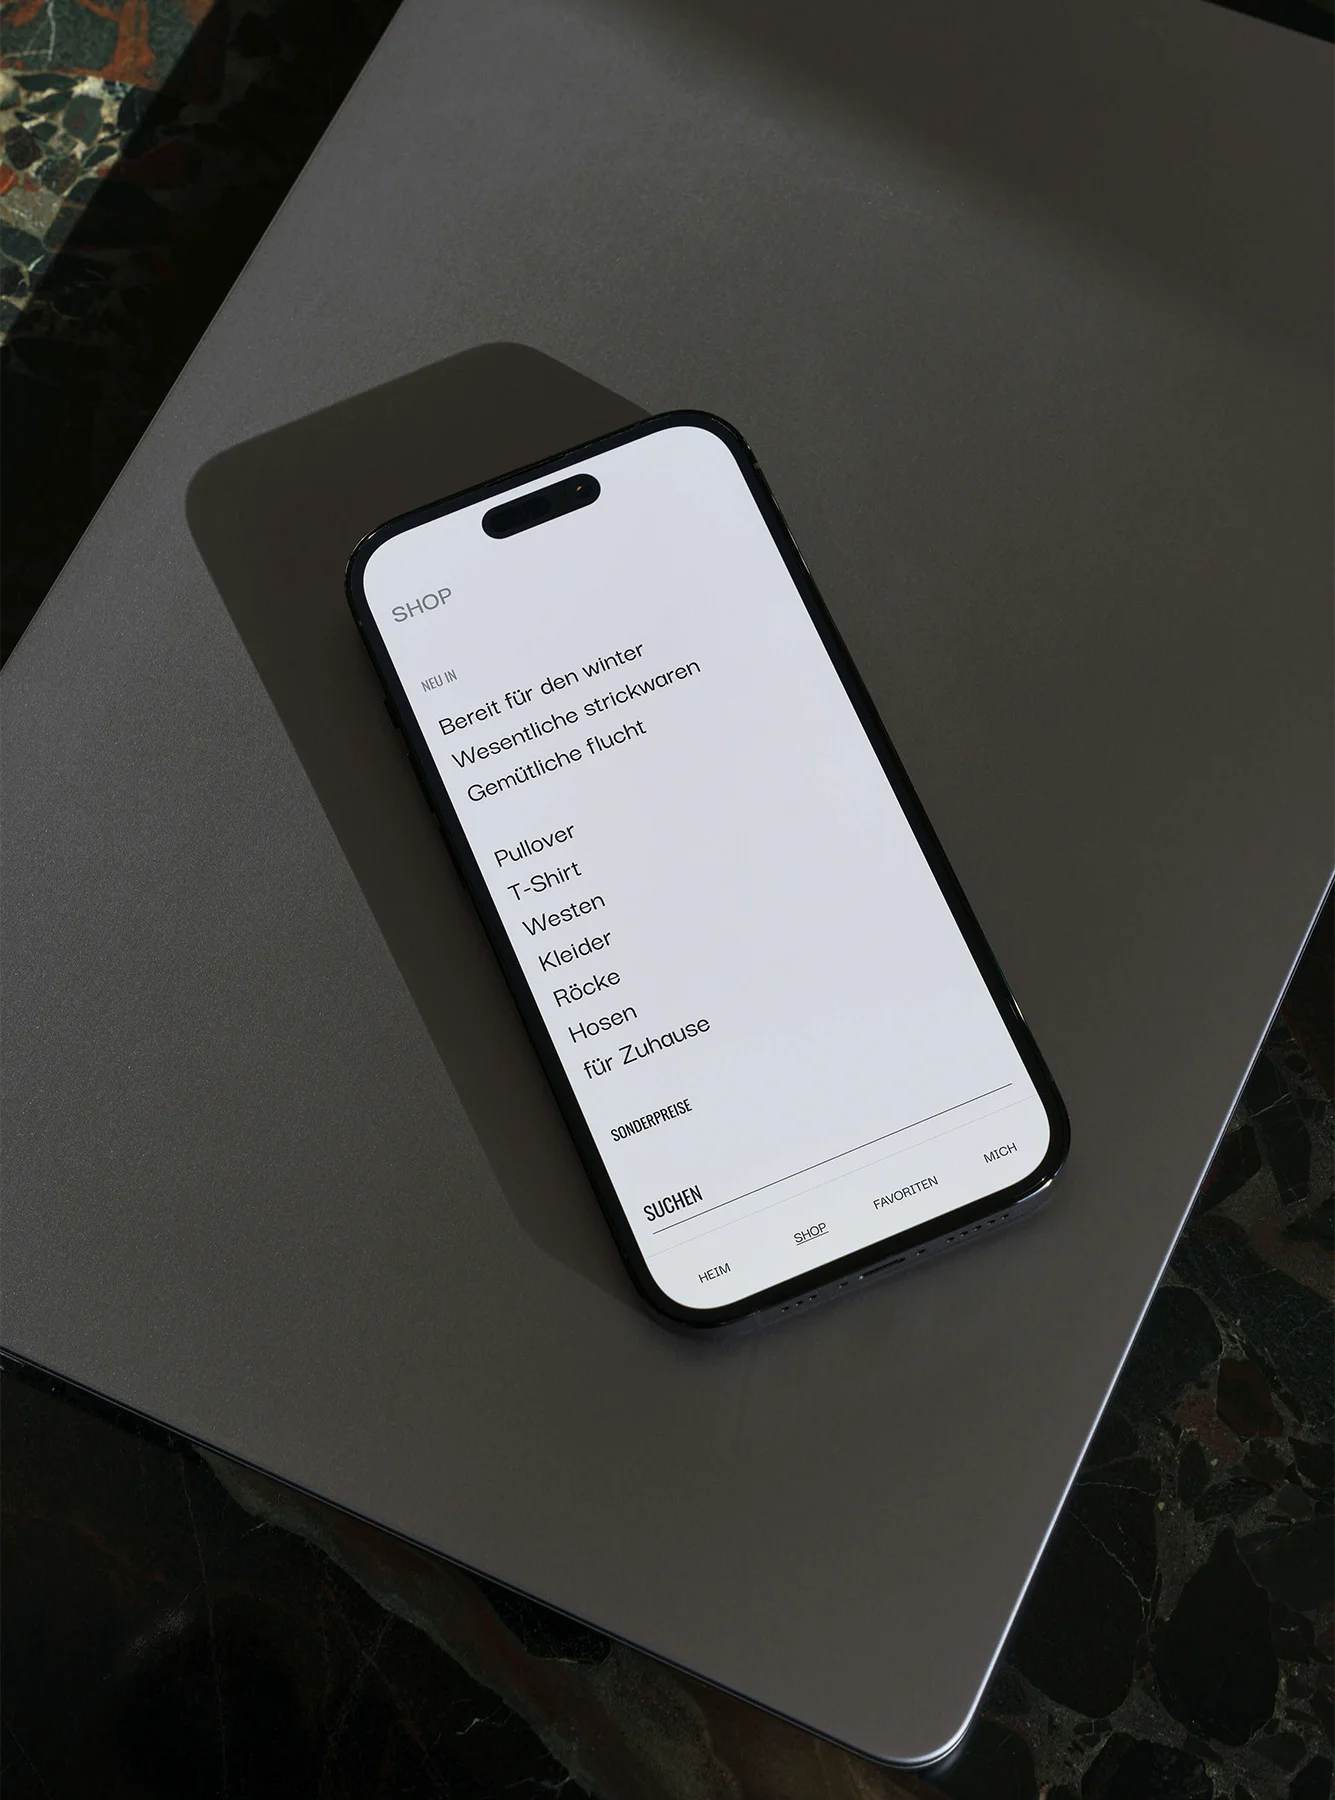 SHOP
NEU IN
Bereit für den winter
Wesentliche strickwaren
Gemütliche flucht
Pullover
T-Shirt
Westen
Kleider
Röcke
Hosen
für Zuhause
SONDERPREISE
SUCHEN
HEIM SHOP FAVORITEN MICH